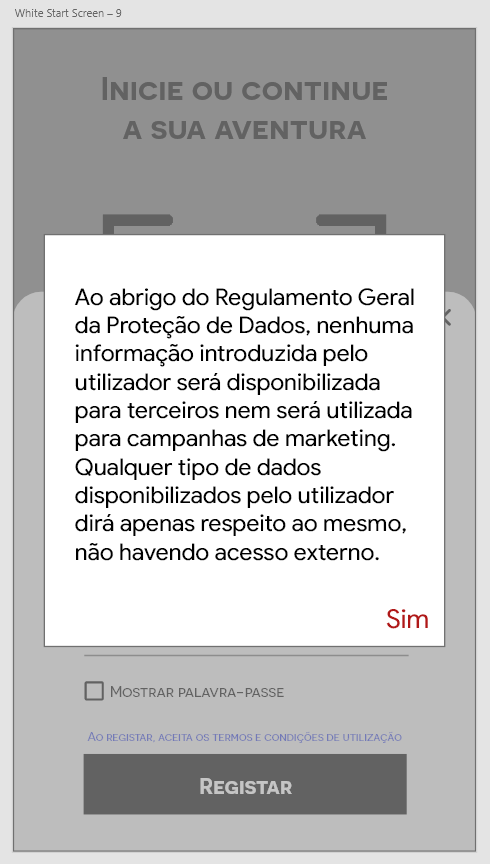 White Start Screen – 9
Inicie ou continue
a sua aventura
Ao abrigo do Regulamento Geral
da Proteção de Dados, nenhuma
informação introduzida pelo
utilizador será disponibilizada
para terceiros nem será utilizada
para campanhas de marketing.
Qualquer tipo de dados
disponibilizados pelo utilizador
dirá apenas respeito ao mesmo,
não havendo acesso externo.
Sim
Mostrar palavra-passe
Ao registar, aceita os termos e condições de utilização
Registar